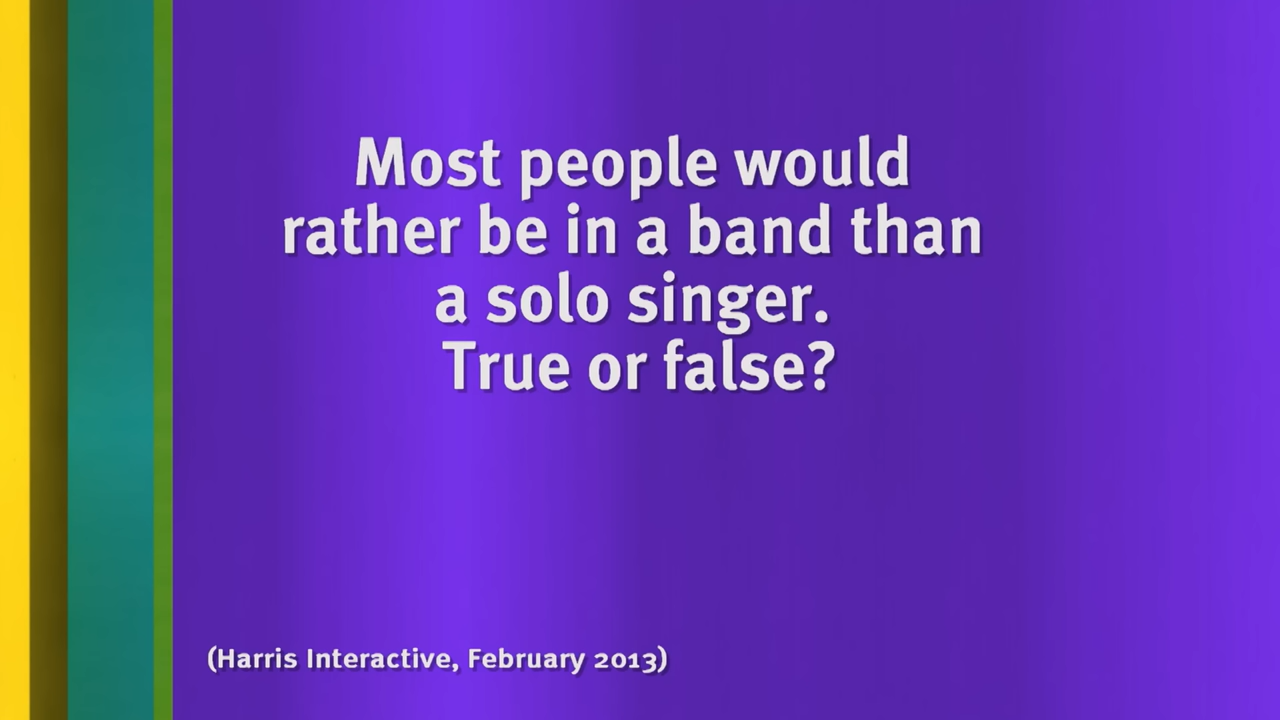 Most people would
rather be in a band than
a solo singer.
True or false?
(Harris Interactive, February 2013)